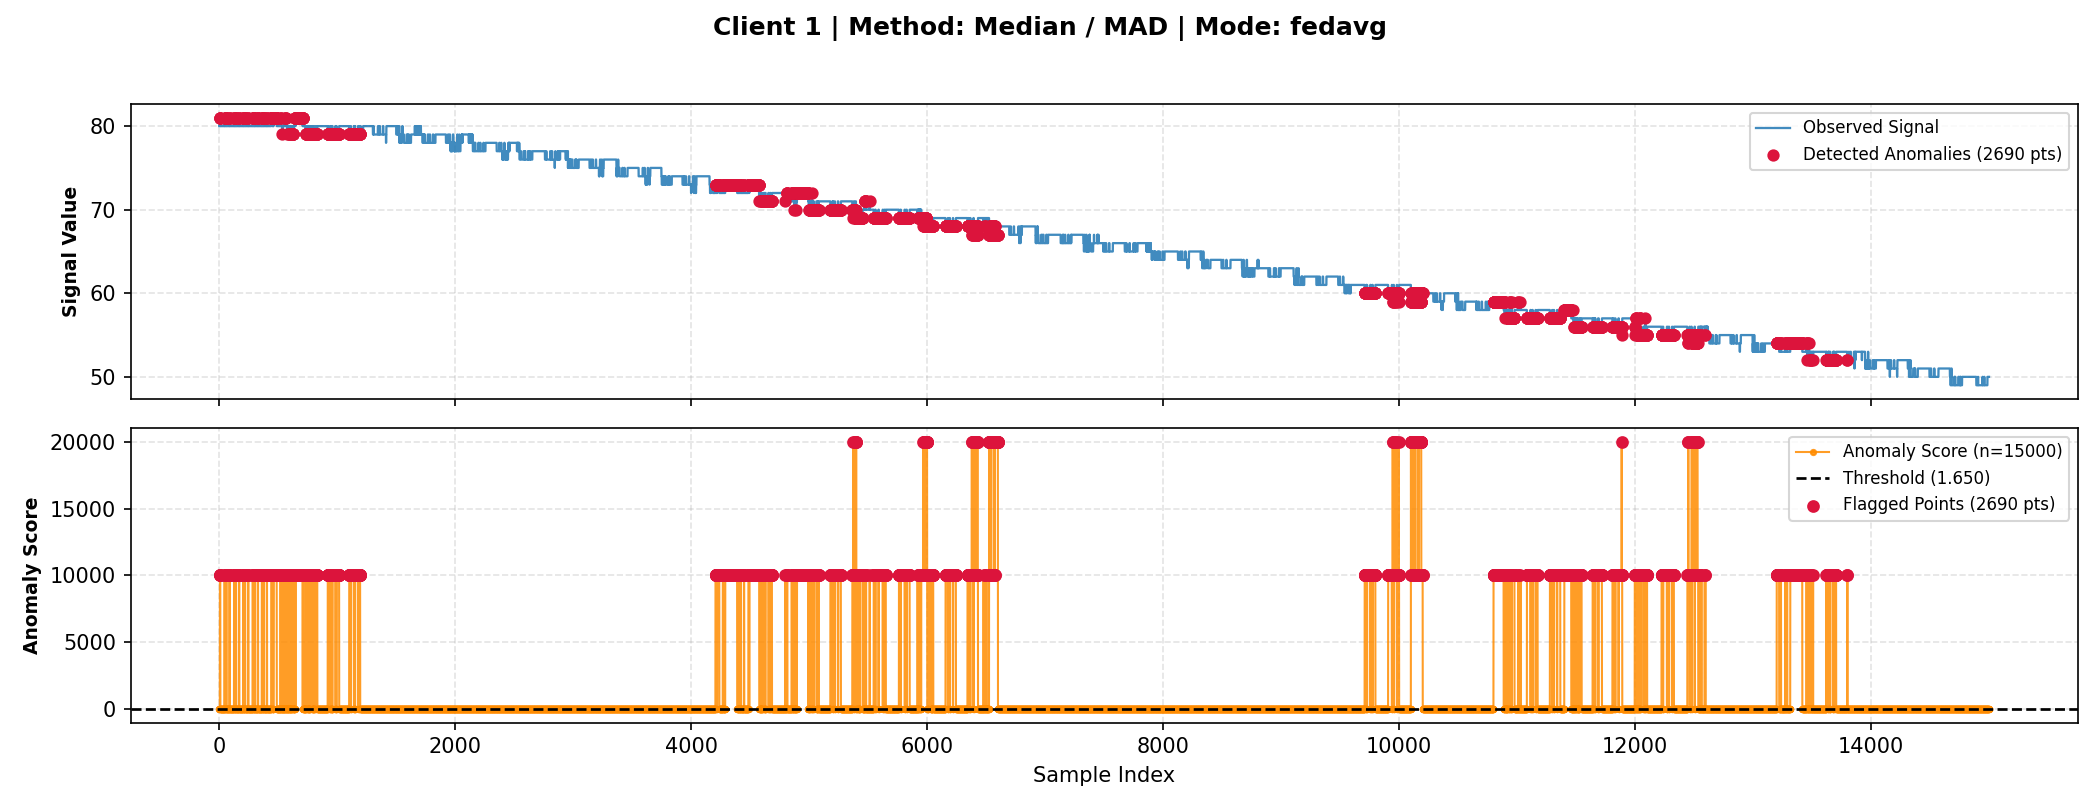 Client 1 | Method: Median / MAD | Mode: fedavg
Signal Value
80
70
60
50
Observed Signal
Detected Anomalies (2690 pts)
Anomaly Score
20000
15000
10000
5000
0
Anomaly Score (n=15000)
Threshold (1.650)
Flagged Points (2690 pts)
0 2000 4000 6000 8000 10000 12000 14000
Sample Index